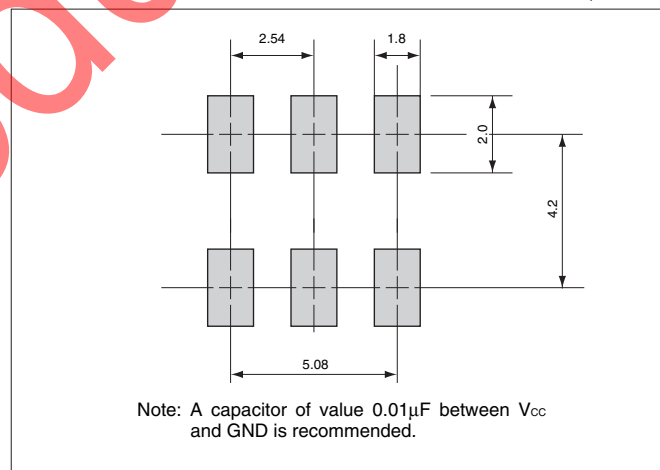 2.54
1.8
2.0
4.2
5.08
Note: A capacitor of value 0.01µF between Vcc
and GND is recommended.